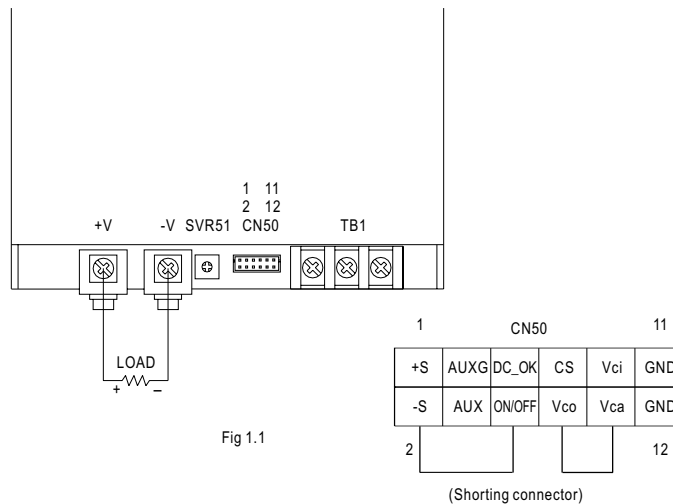 1 11
2 12
+V -V SVR51 CN50 TB1
LOAD
+ –
Fig 1.1
1 CN50 11
+S AUXG DC_OK CS Vci GND
-S AUX ON/OFF Vco Vca GND
2 12
(Shorting connector)